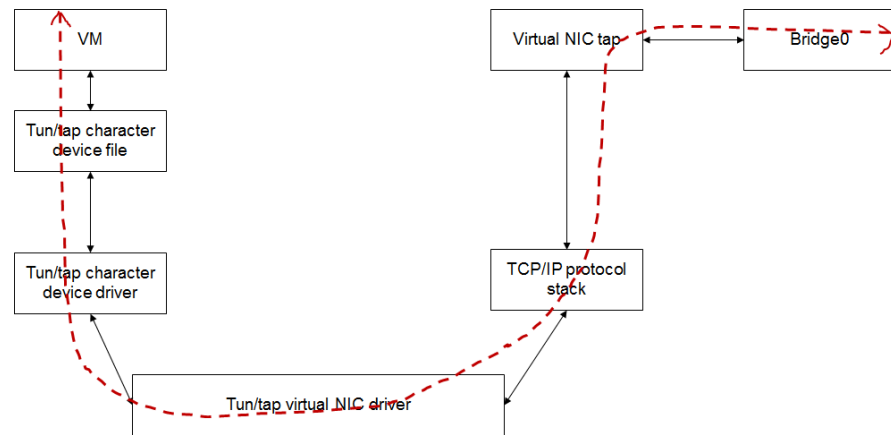 VM
Virtual NIC tap
Bridge0
Tun/tap character
device file
Tun/tap character
device driver
TCP/IP protocol
stack
Tun/tap virtual NIC driver